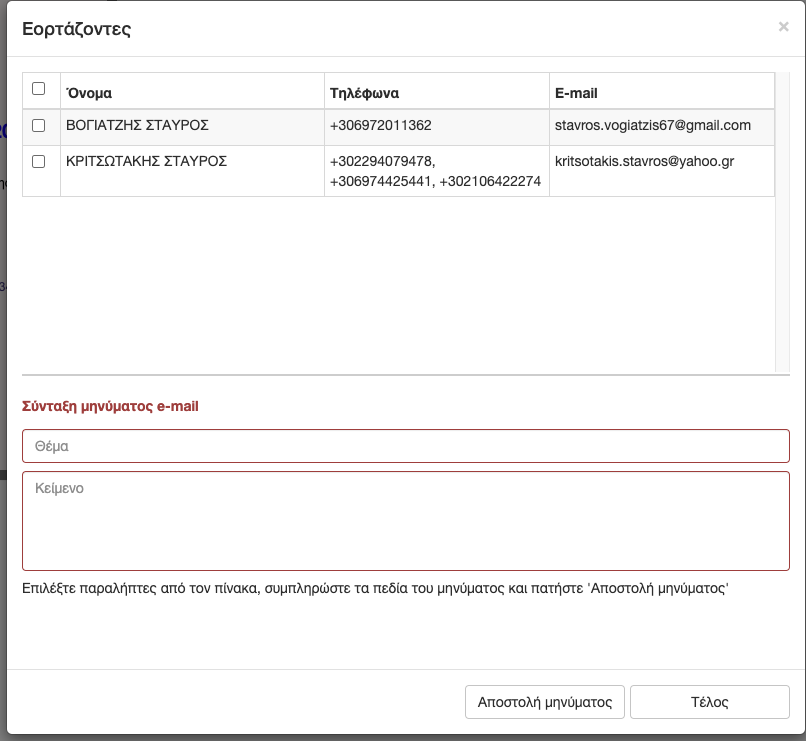 Εορτάζοντες
×
Όνομα Τηλέφωνα E-mail
ΒΟΓΙΑΤΖΗΣ ΣΤΑΥΡΟΣ +306972011362 stavros.vogiatzis67@gmail.com
ΚΡΙΤΣΩΤΑΚΗΣ ΣΤΑΥΡΟΣ +302294079478, kritsotakis.stavros@yahoo.gr
+306974425441, +302106422274
Σύνταξη μηνύματος e-mail
Θέμα
Κείμενο
Επιλέξτε παραλήπτες από τον πίνακα, συμπληρώστε τα πεδία του μηνύματος και πατήστε 'Αποστολή μηνύματος'
Αποστολή μηνύματος Τέλος